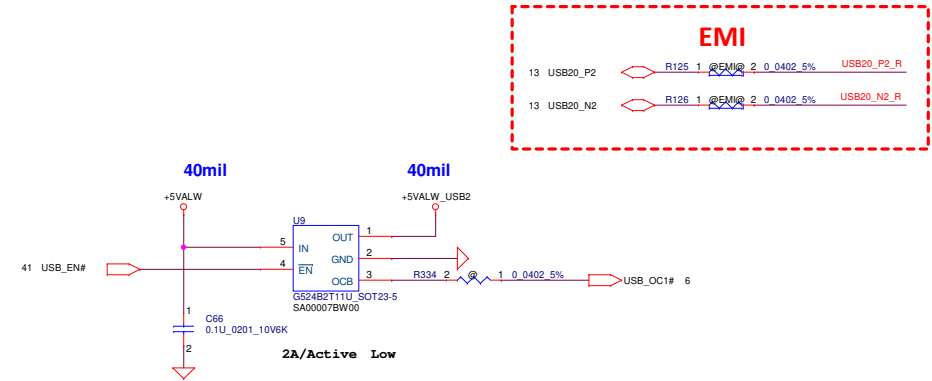 EMI
13 USB20_P2 R125 1 @EMI@ 2 0_0402_5% USB20_P2_R
13 USB20_N2 R126 1 @EMI@ 2 0_0402_5% USB20_N2_R
40mil 40mil
+5VALW +5VALW_USB2
U9
5 IN OUT 1
GND 2
41 USB_EN# 4 EN
OCB 3 R334 2 @ 1 0_0402_5% USB_OC1# 6
G524B2T11U_SOT23-5
SA00007BW00
1
C66
0.1U_0201_10V6K
2
2A/Active Low